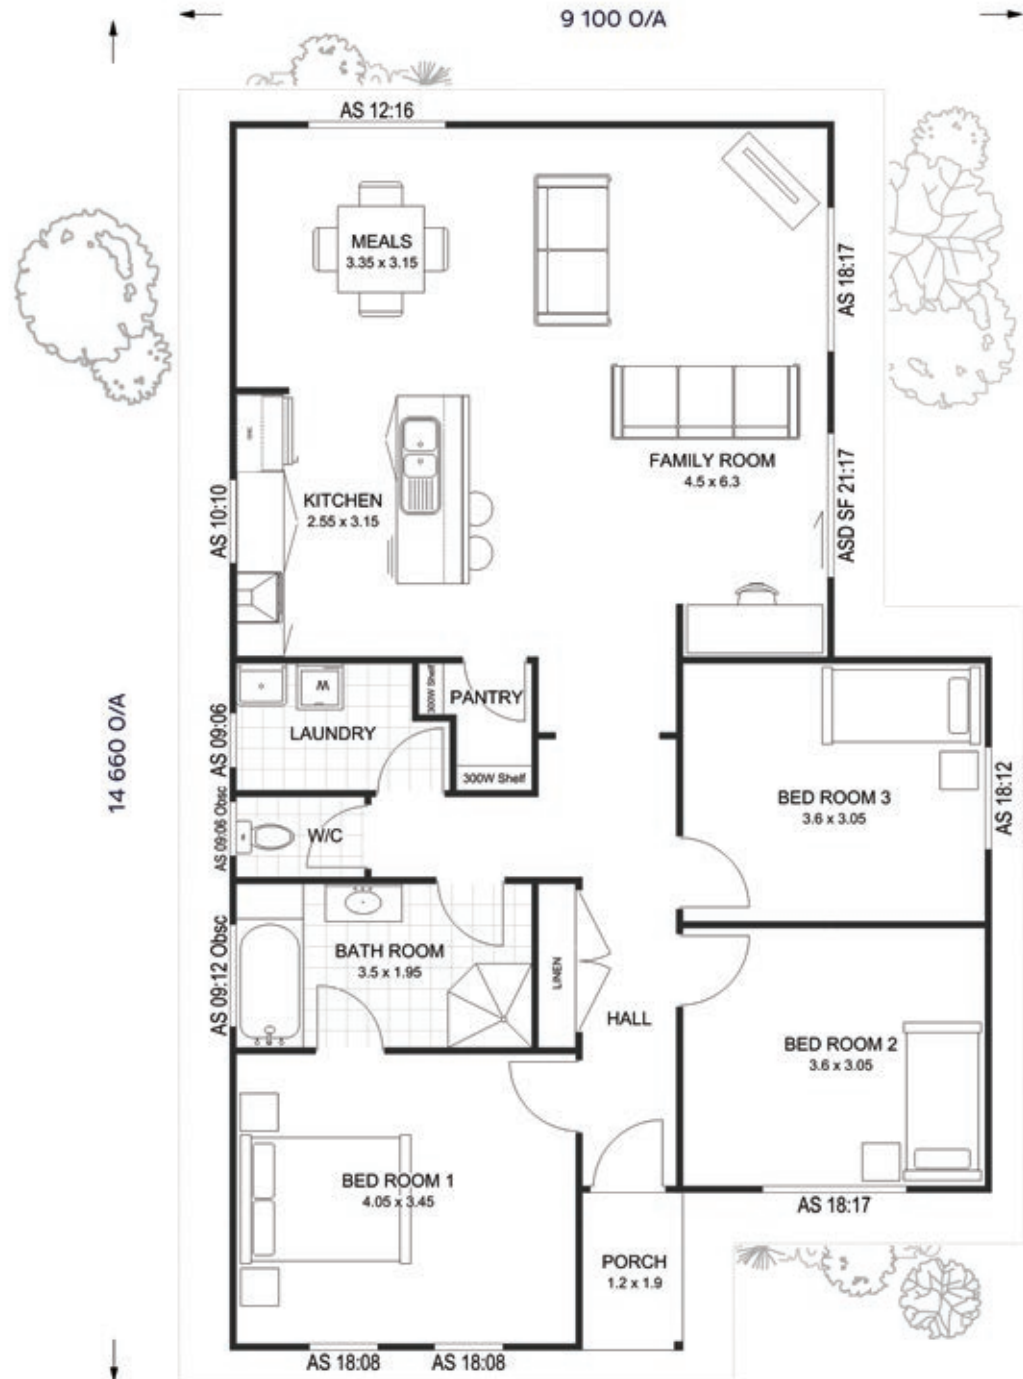 9 100 O/A
AS 12:16
MEALS
3.35 x 3.15
AS 18:17
FAMILY ROOM
4.5 x 6.3
ASD SF 21:17
KITCHEN
2.55 x 3.15
AS 10:10
14 660 O/A
W
300W Shelf
PANTRY
LAUNDRY
AS 09:06
300W Shelf
BED ROOM 3
3.6 x 3.05
AS 18:12
AS 09:06 Obsc
W/C
BATH ROOM
3.5 x 1.95
AS 09:12 Obsc
LINEN
HALL
BED ROOM 2
3.6 x 3.05
BED ROOM 1
4.05 x 3.45
AS 18:17
PORCH
1.2 x 1.9
AS 18:08
AS 18:08